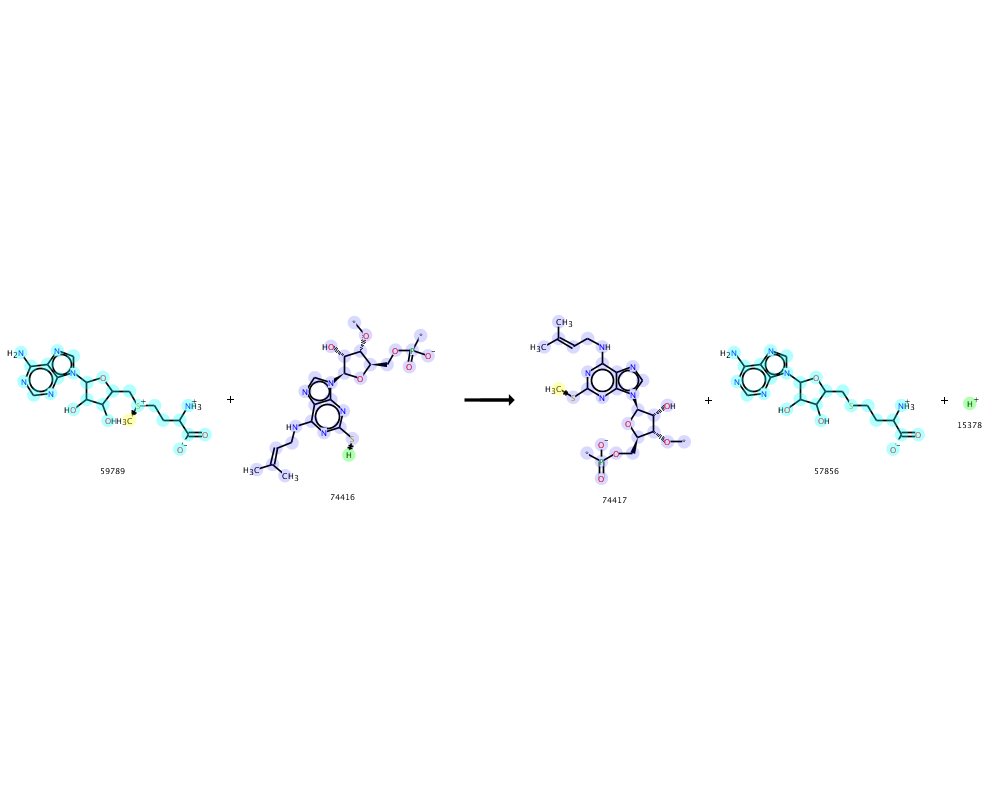 H₂N N N N N N O HO OH H₃C S⁺ NH₃⁺ O O⁻
59789
+
* O HO O O P * O O⁻ N N N N HN S H H₃C CH₃
74416
CH₃ H₃C NH N N N N H₃C S OH O O * O⁻ * P O O
74417
+
H₂N N N N N N O HO OH S NH₃⁺ O O⁻
57856
+
H⁺
15378